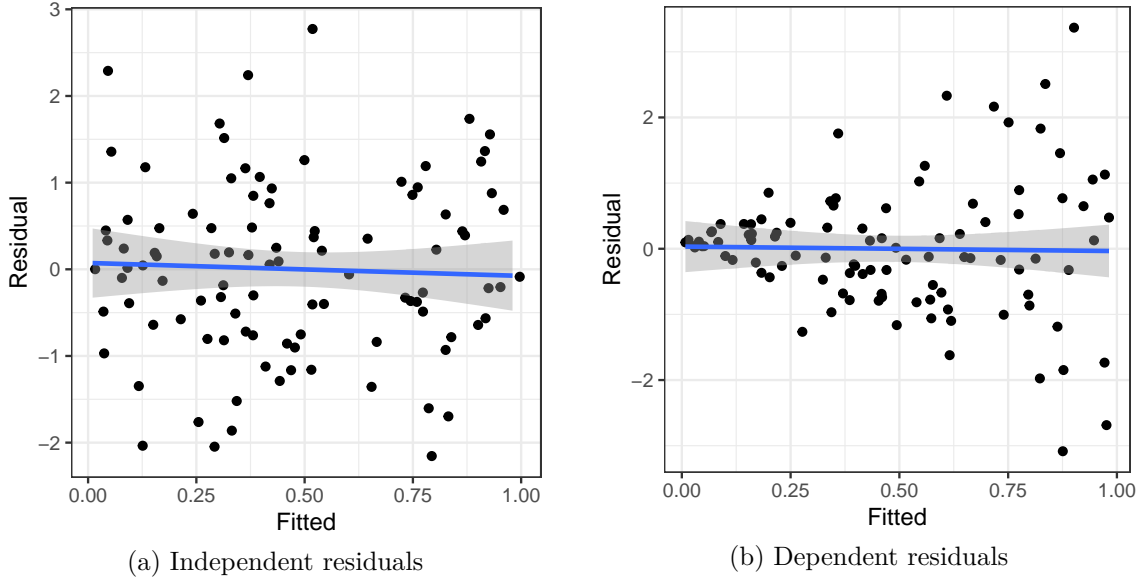 3
2
1
0
−1
−2
Residual
0.00 0.25 0.50 0.75 1.00
Fitted
(a) Independent residuals
2
0
−2
Residual
0.00 0.25 0.50 0.75 1.00
Fitted
(b) Dependent residuals